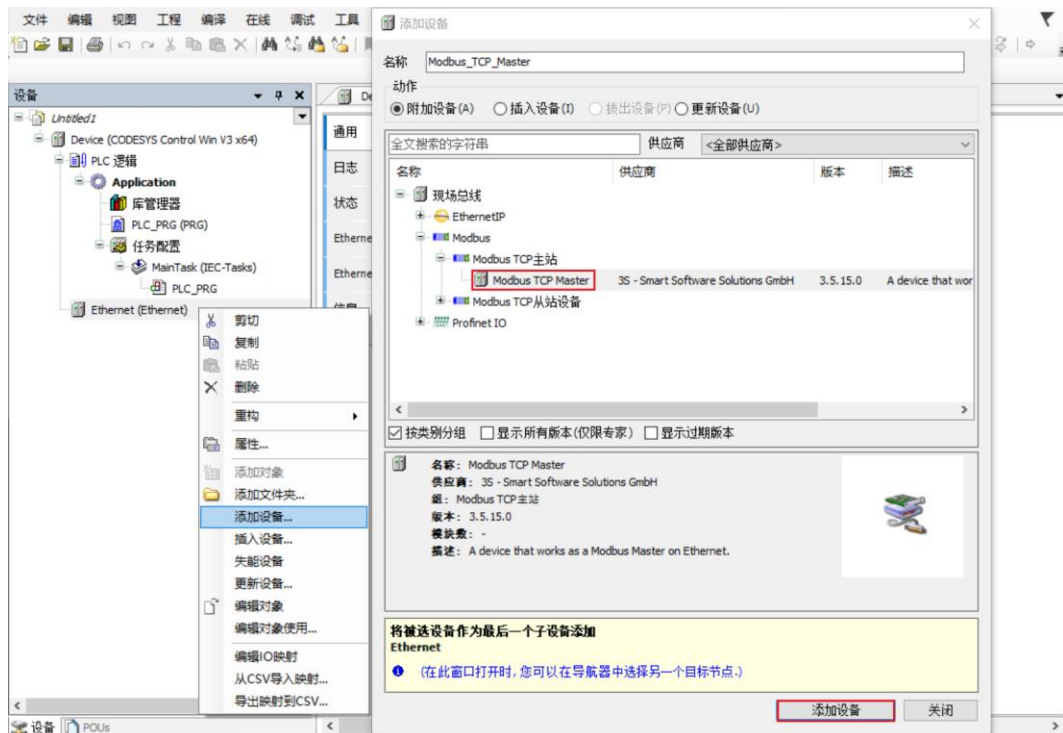 文件 编辑 视图 工程 编译 在线 调试 工具
设备
Untitled1
Device (CODESYS Control Win V3 x64)
PLC 逻辑
Application
库管理器
PLC_PRG (PRG)
任务配置
MainTask (IEC-Tasks)
PLC_PRG
Ethernet (Ethernet)
剪切
复制
粘贴
删除
重构
属性...
添加对象
添加文件夹...
添加设备...
插入设备...
失能设备
更新设备...
编辑对象
编辑对象使用...
编辑IO映射
从CSV导入映射...
导出映射到CSV...
设备 POUs
De
通用
日志
状态
Etherne
Etherne
添加设备
名称 Modbus_TCP_Master
动作
附加设备(A) 插入设备(I) 拔出设备(P) 更新设备(U)
全文搜索的字符串 供应商 <全部供应商>
名称 供应商 版本 描述
现场总线
EthernetIP
Modbus
Modbus TCP主站
Modbus TCP Master 3S - Smart Software Solutions GmbH 3.5.15.0 A device that wor
Modbus TCP从站设备
Profinet IO
按类别分组 显示所有版本(仅限专家) 显示过期版本
名称: Modbus TCP Master
供应商: 3S - Smart Software Solutions GmbH
组: Modbus TCP主站
版本: 3.5.15.0
模块数: -
描述: A device that works as a Modbus Master on Ethernet.
将被选设备作为最后一个子设备添加
Ethernet
(在此窗口打开时,您可以在导航器中选择另一个目标节点.)
添加设备 关闭